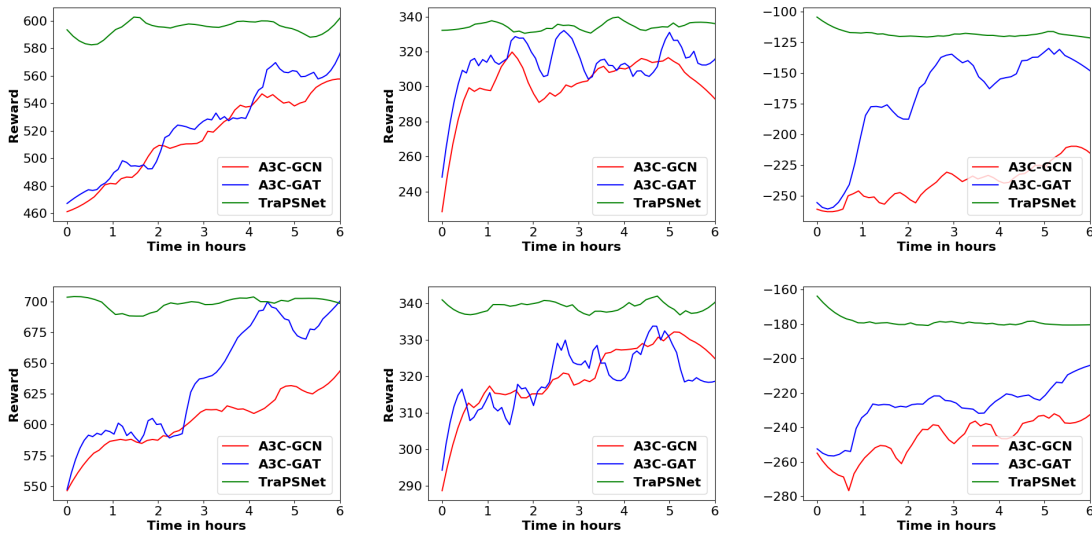 600
580
560
540
520
500
480
460
Reward
A3C-GCN
A3C-GAT
TraPSNet
0 1 2 3 4 5 6
Time in hours
340
320
300
280
260
240
Reward
A3C-GCN
A3C-GAT
TraPSNet
0 1 2 3 4 5 6
Time in hours
−100
−125
−150
−175
−200
−225
−250
Reward
A3C-GCN
A3C-GAT
TraPSNet
0 1 2 3 4 5 6
Time in hours
700
675
650
625
600
575
550
Reward
A3C-GCN
A3C-GAT
TraPSNet
0 1 2 3 4 5 6
Time in hours
340
330
320
310
300
290
Reward
A3C-GCN
A3C-GAT
TraPSNet
0 1 2 3 4 5 6
Time in hours
−160
−180
−200
−220
−240
−260
−280
Reward
A3C-GCN
A3C-GAT
TraPSNet
0 1 2 3 4 5 6
Time in hours